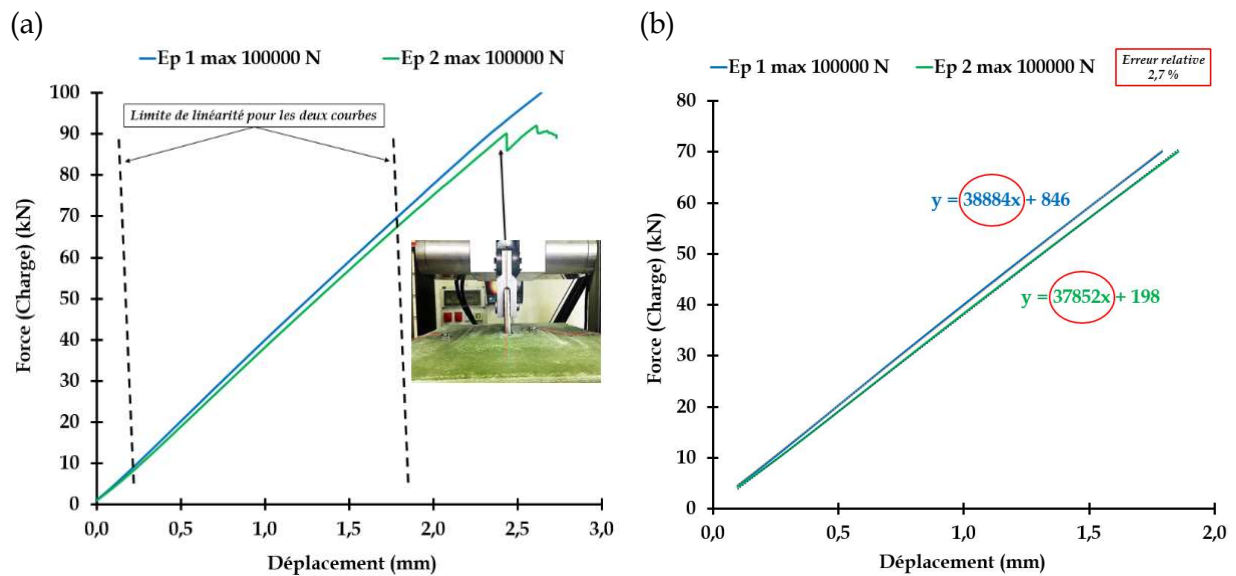 (a)
Ep 1 max 100000 N
Ep 2 max 100000 N
Limite de linéarité pour les deux courbes
Force (Charge) (kN)
100
90
80
70
60
50
40
30
20
10
0
0,0
0,5
1,0
1,5
2,0
2,5
3,0
Déplacement (mm)
(b)
Ep 1 max 100000 N
Ep 2 max 100000 N
Erreur relative
2,7 %
Force (Charge) (kN)
80
70
60
50
40
30
20
10
0
y = 38884x + 846
y = 37852x + 198
0,0
0,5
1,0
1,5
2,0
Déplacement (mm)